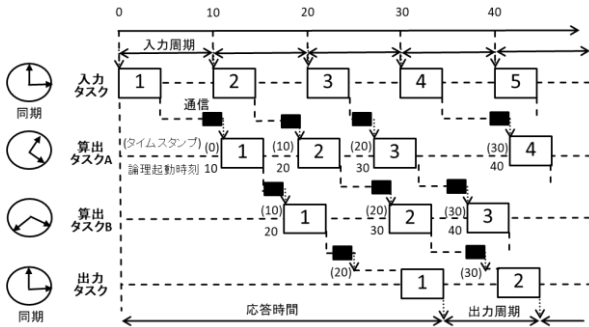 0 10 20 30 40
入力周期
入力
タスク
1 2 3 4 5
同期
通信
算出
タスクA
(タイムスタンプ)
(0) (10) (20) (30)
1 2 3 4
論理起動時刻
10 20 30 40
算出
タスクB
(10) (20) (30)
20 30 40
1 2 3
出力
タスク
(20) (30)
1 2
同期
応答時間 出力周期